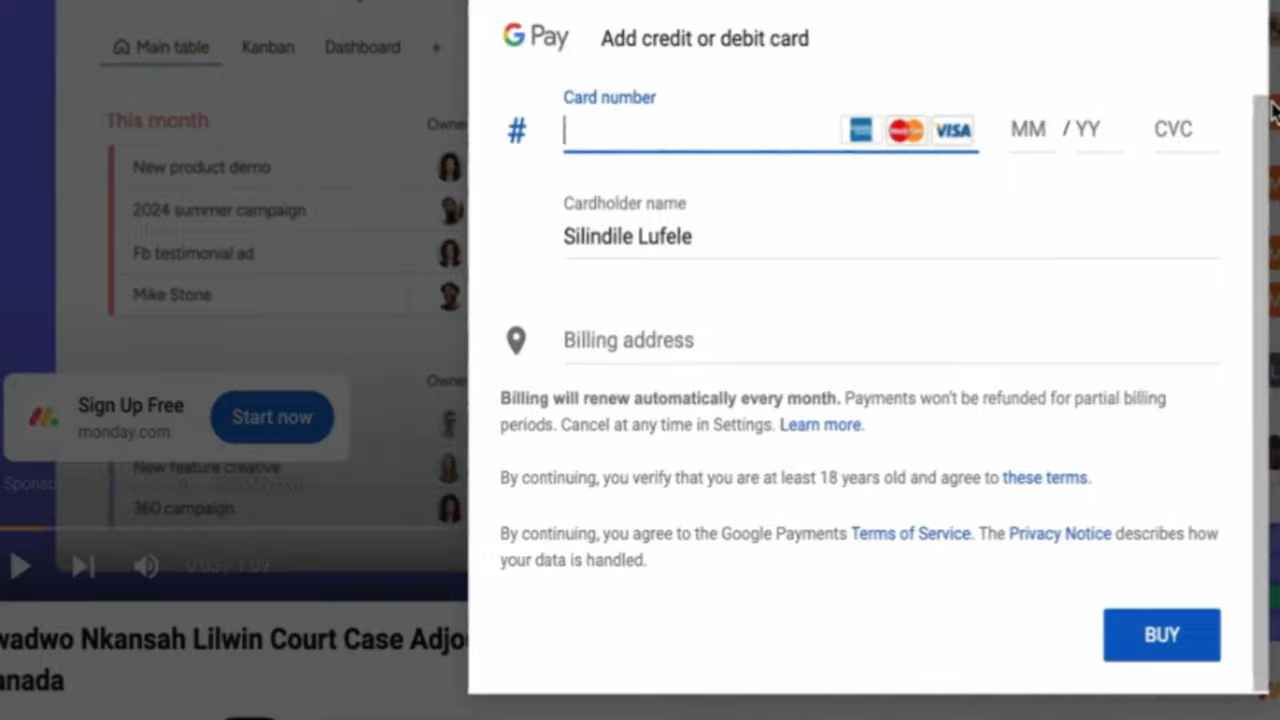 Main table Kanban Dashboard +
This month
New product demo
2024 summer campaign
Fb testimonial ad
Mike Stone
Sign Up Free
monday.com
Start now
New feature creative
360 campaign
0:03 / 1:09
wadwo Nkansah Lilwin Court Case Adjo
anada
G Pay Add credit or debit card
Card number
# VISA MM / YY CVC
Cardholder name
Silindile Lufele
Billing address
Billing will renew automatically every month. Payments won't be refunded for partial billing
periods. Cancel at any time in Settings. Learn more.
By continuing, you verify that you are at least 18 years old and agree to these terms.
By continuing, you agree to the Google Payments Terms of Service. The Privacy Notice describes how
your data is handled.
BUY